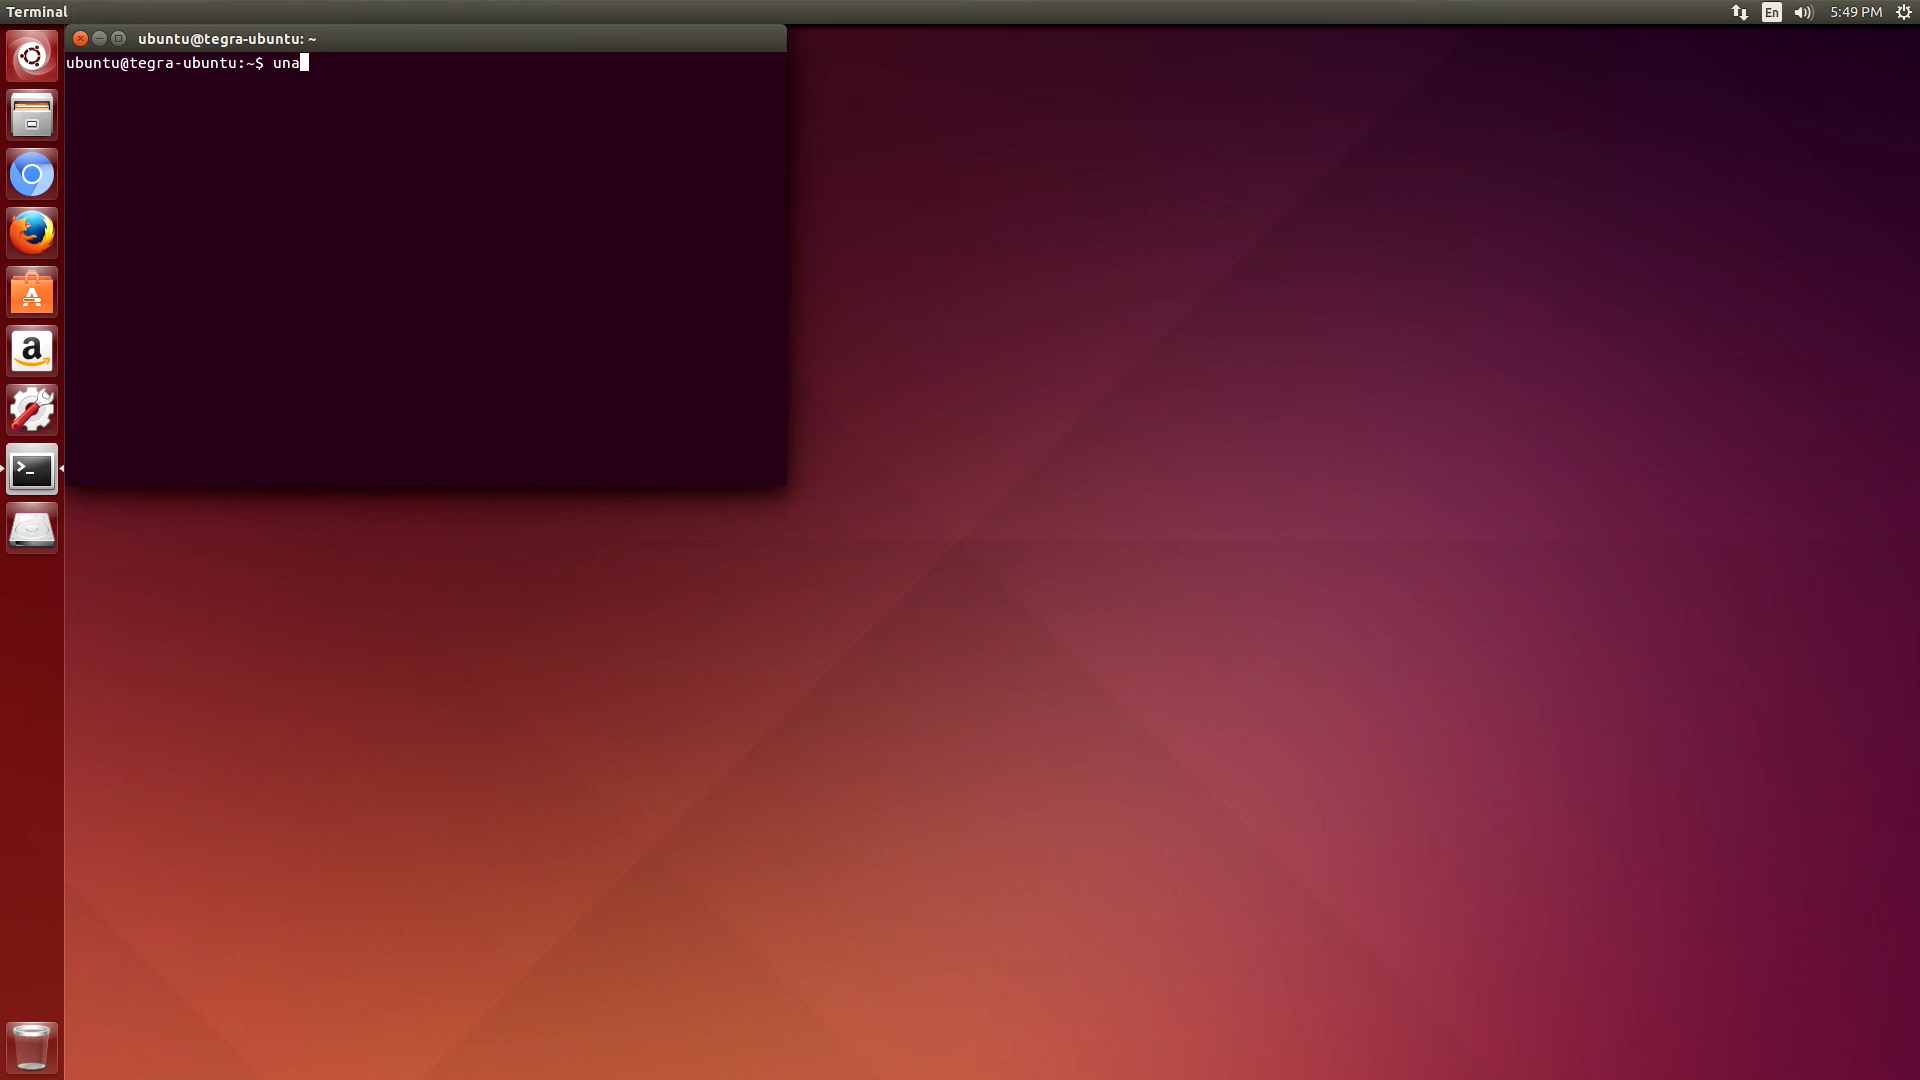 Terminal
En
5:49 PM
ubuntu@tegra-ubuntu: ~
ubuntu@tegra-ubuntu:~$ una